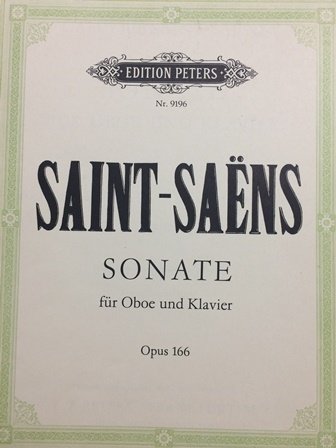 EDITION PETERS
Nr. 9196
SAINT-SAËNS
SONATE
für Oboe und Klavier
Opus 166